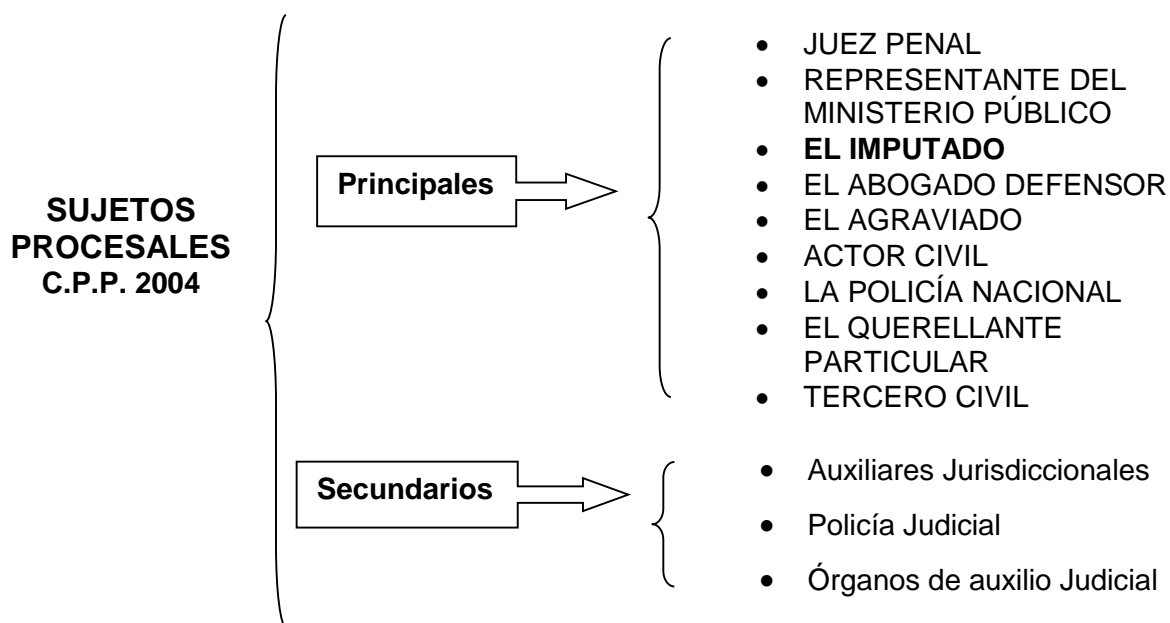 SUJETOS
PROCESALES
C.P.P. 2004
Principales
• JUEZ PENAL
• REPRESENTANTE DEL
MINISTERIO PÚBLICO
• EL IMPUTADO
• EL ABOGADO DEFENSOR
• EL AGRAVIADO
• ACTOR CIVIL
• LA POLICÍA NACIONAL
• EL QUERELLANTE
PARTICULAR
• TERCERO CIVIL
Secundarios
• Auxiliares Jurisdiccionales
• Policía Judicial
• Órganos de auxilio Judicial